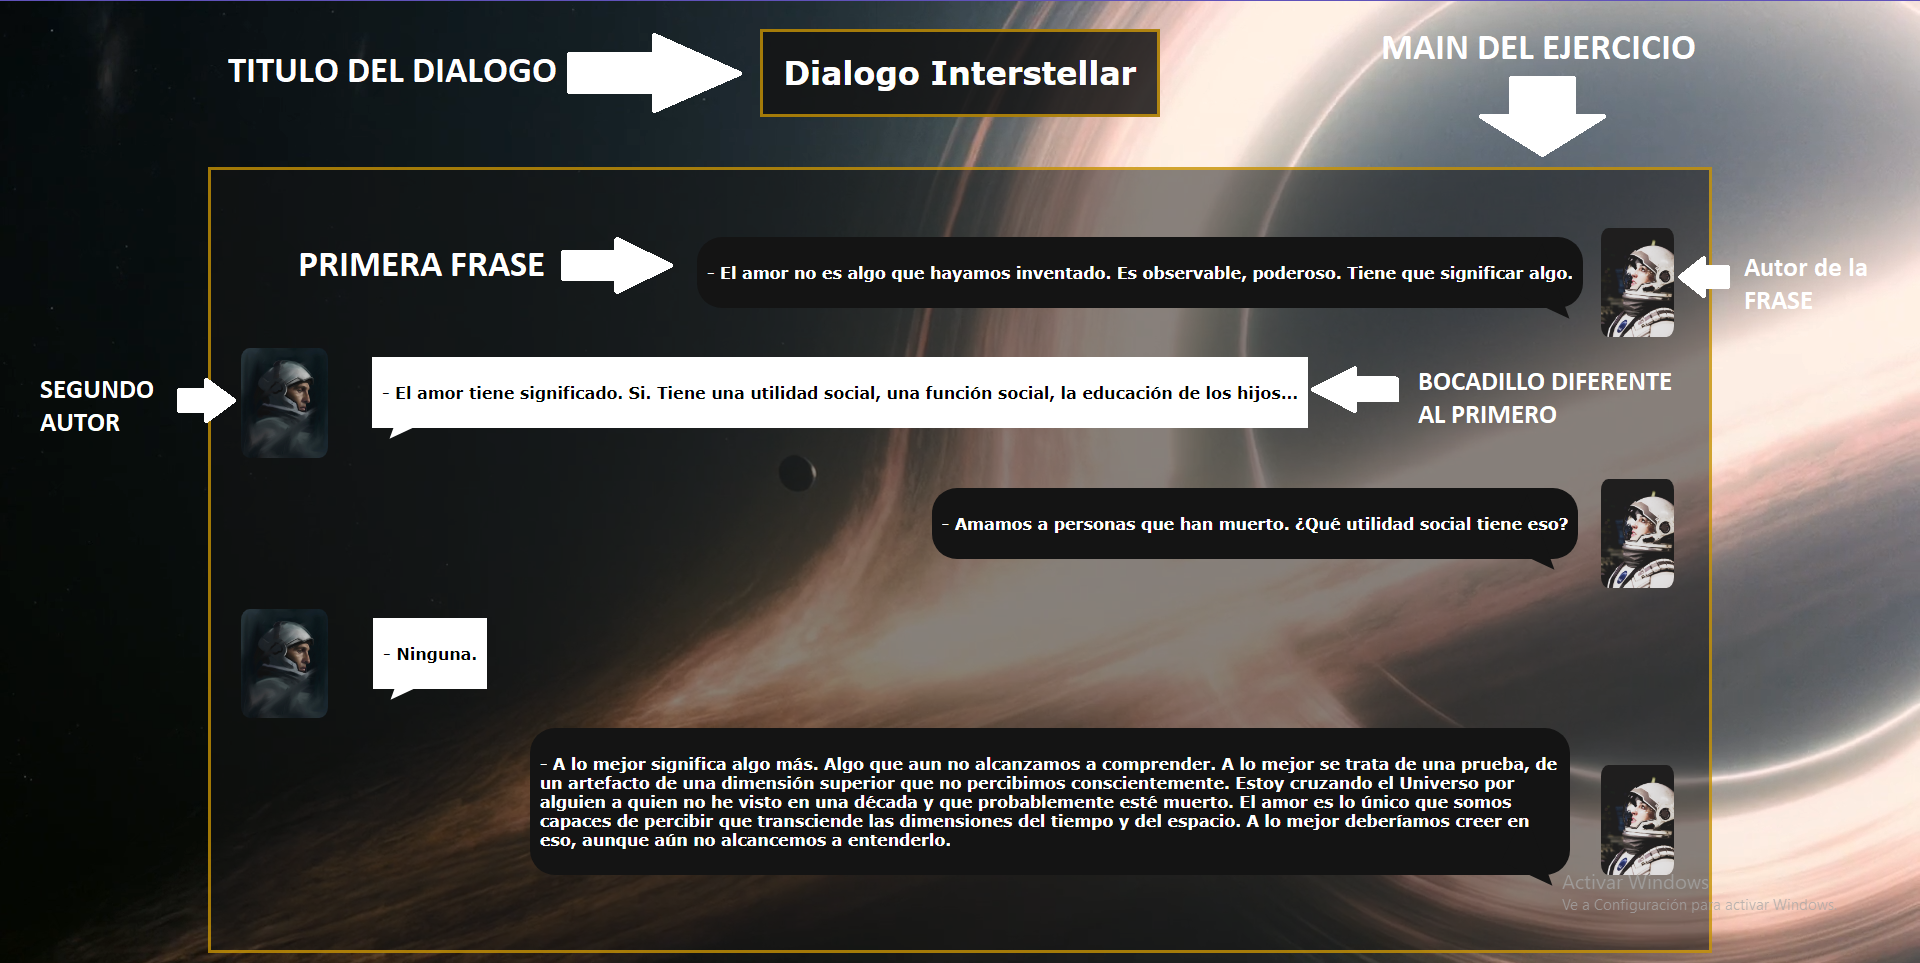 TITULO DEL DIALOGO
Dialogo Interstellar
MAIN DEL EJERCICIO
PRIMERA FRASE
- El amor no es algo que hayamos inventado. Es observable, poderoso. Tiene que significar algo.
Autor de la
FRASE
SEGUNDO
AUTOR
- El amor tiene significado. Si. Tiene una utilidad social, una función social, la educación de los hijos...
BOCADILLO DIFERENTE
AL PRIMERO
- Amamos a personas que han muerto. ¿Qué utilidad social tiene eso?
- Ninguna.
- A lo mejor significa algo más. Algo que aun no alcanzamos a comprender. A lo mejor se trata de una prueba, de
un artefacto de una dimensión superior que no percibimos conscientemente. Estoy cruzando el Universo por
alguien a quien no he visto en una década y que probablemente esté muerto. El amor es lo único que somos
capaces de percibir que transciende las dimensiones del tiempo y del espacio. A lo mejor deberíamos creer en
eso, aunque aún no alcancemos a entenderlo.
Activar Windows
Ve a Configuración para activar Windows.